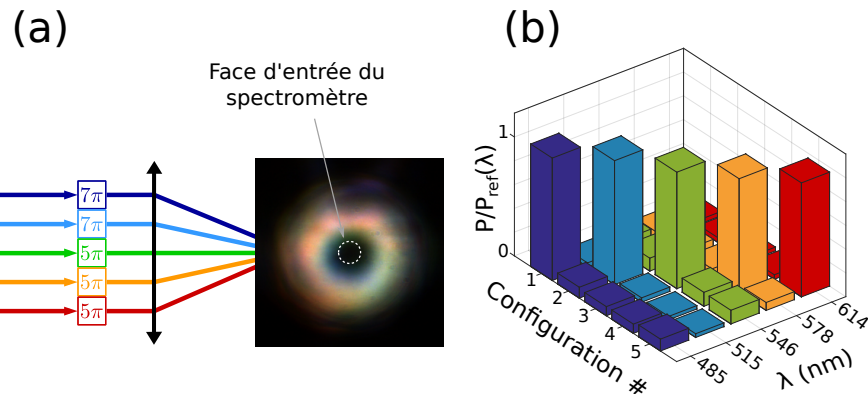 (a)
Face d'entrée du
spectromètre
7π
7π
5π
5π
5π
(b)
P/Pref(λ)
1
0
1
2
3
4
5
Configuration #
485
515
546
578
614
λ (nm)